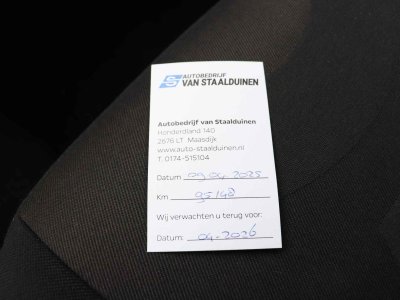 AUTOBEDRIJF
VAN STAALDUINEN
Autobedrijf van Staalduinen
Honderdland 140
2676 LT Maasdijk
www.auto-staalduinen.nl
T. 0174-515104
Datum 09.04.2025
Km 95148
Wij verwachten u terug voor:
Datum: 04-2026